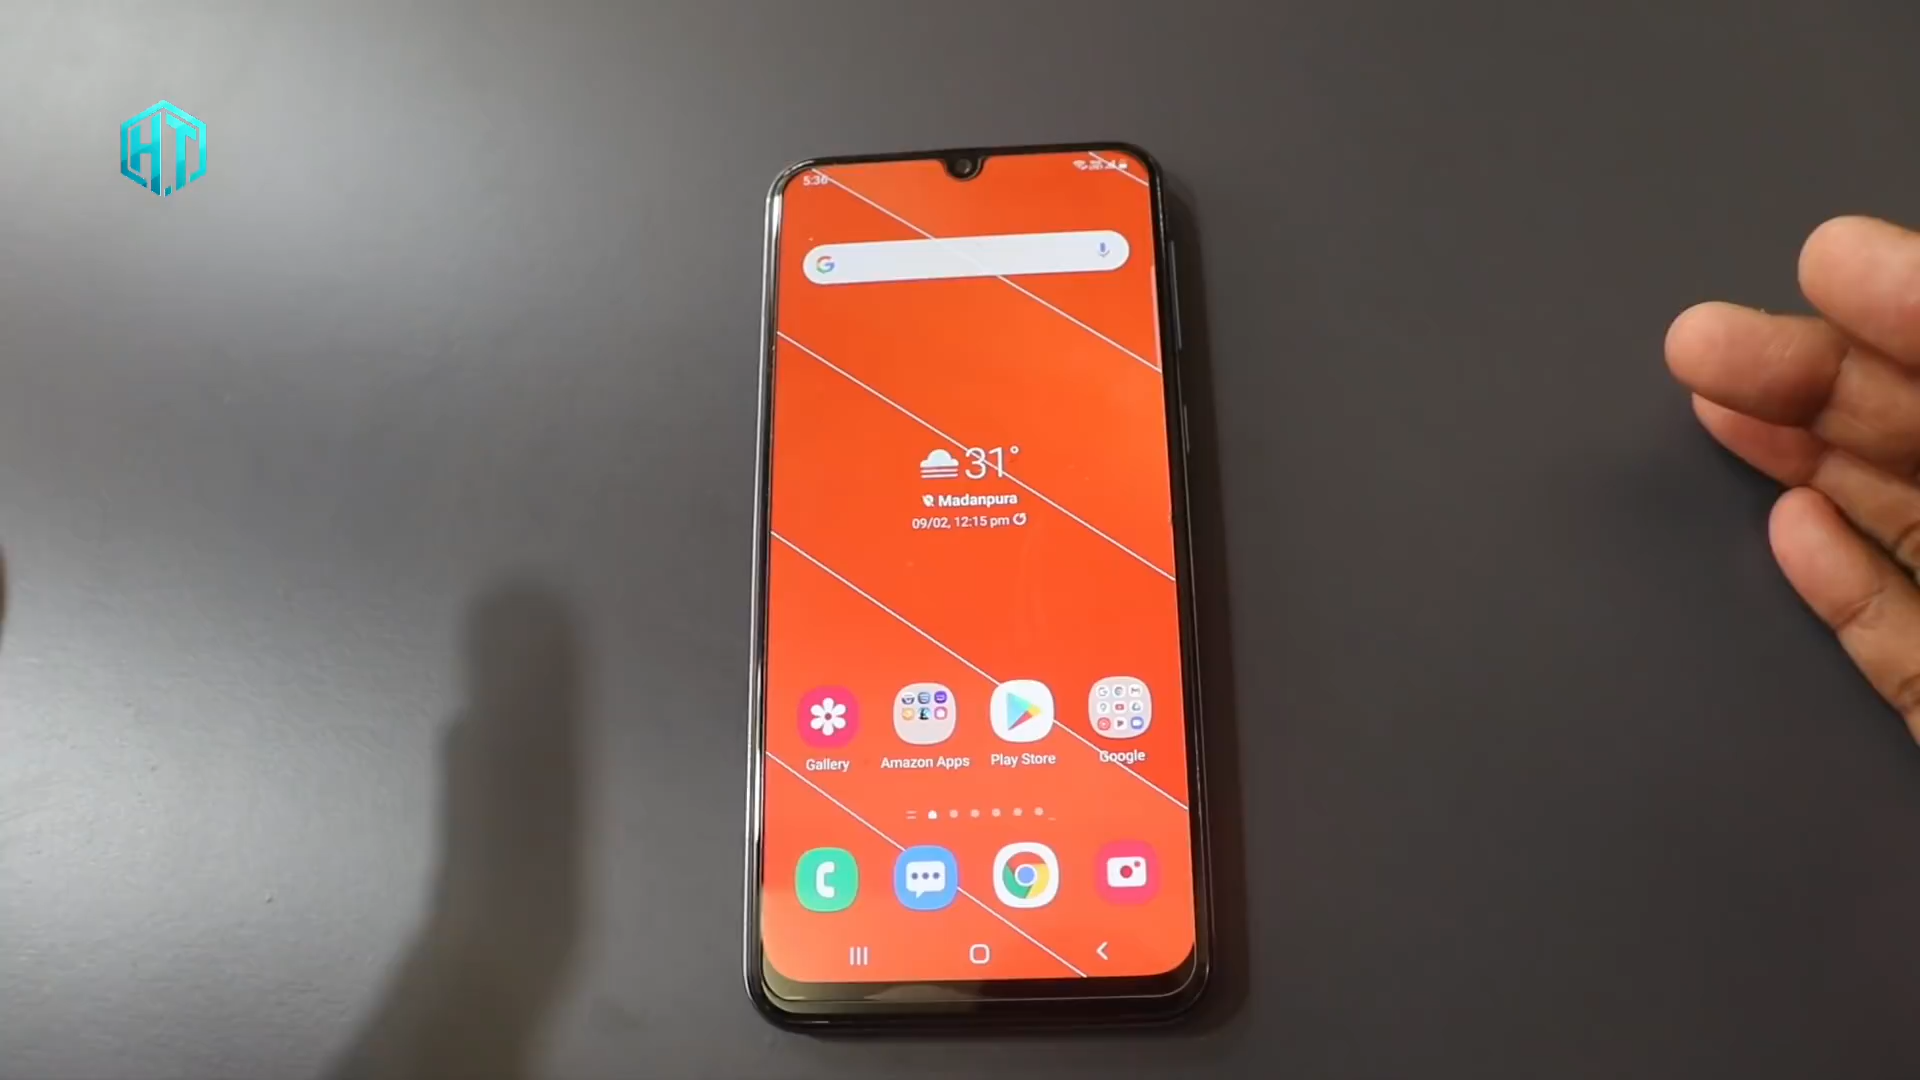 H.T
5:36
31°
Madanpura
09/02, 12:15 pm
Gallery
Amazon Apps
Play Store
Google